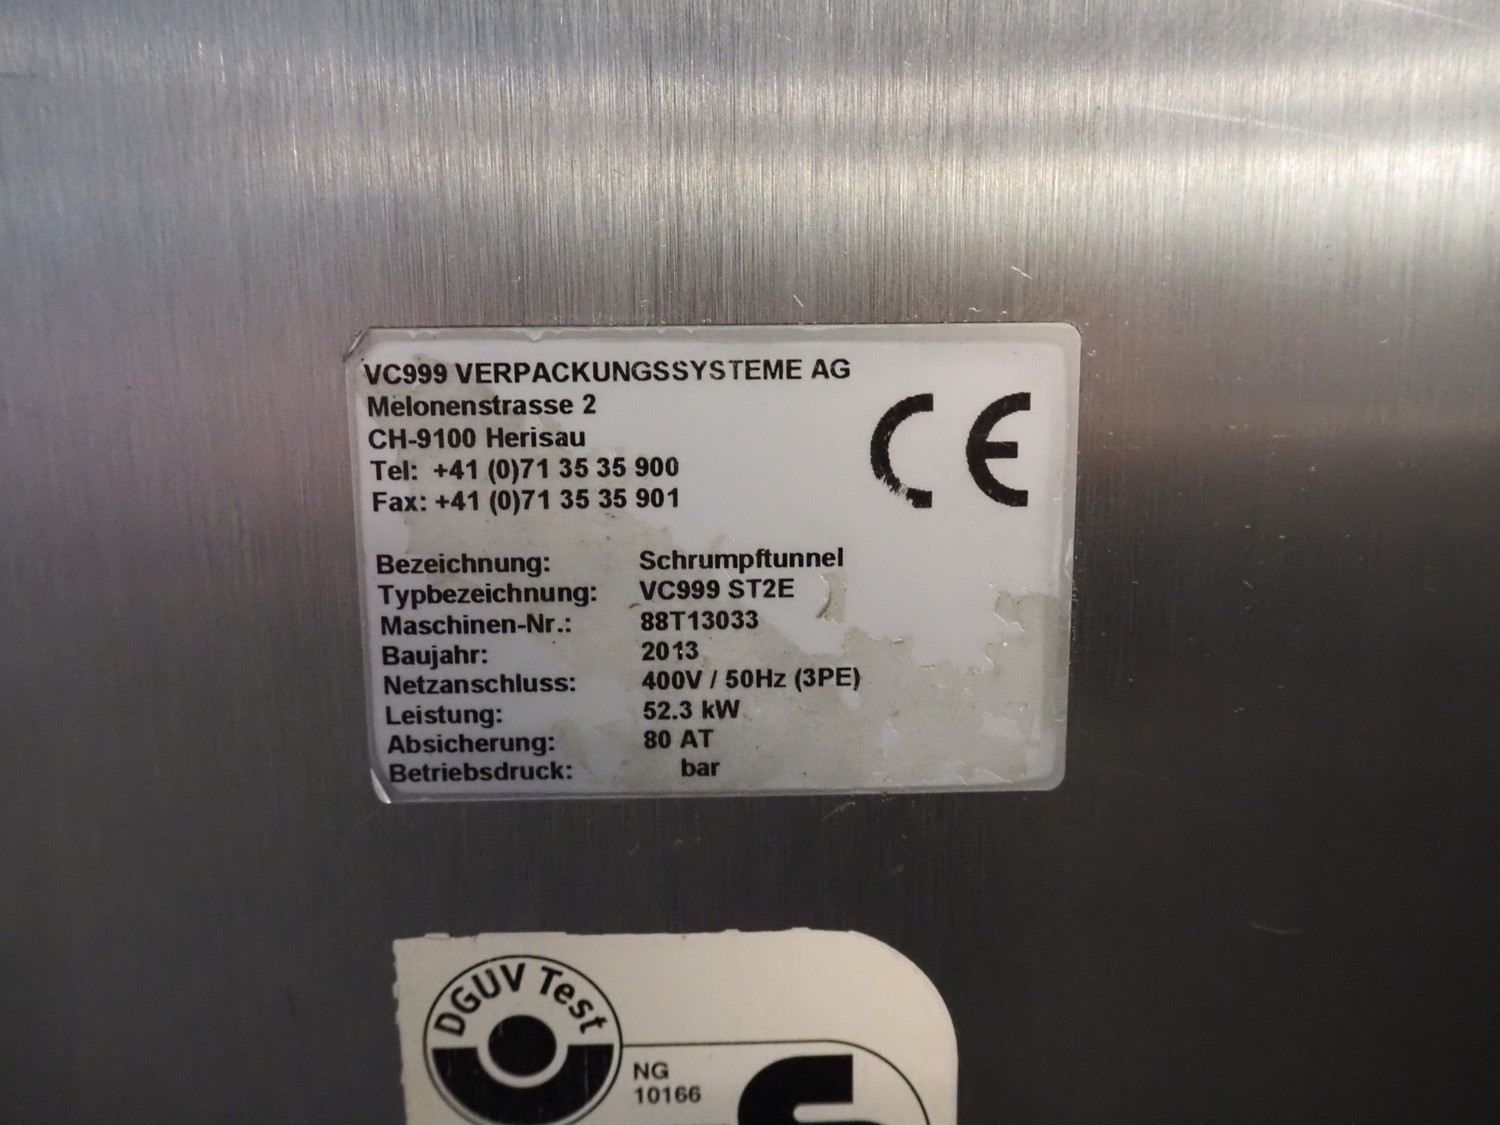 VC999 VERPACKUNGSSYSTEME AG
Melonenstrasse 2
CH-9100 Herisau
Tel: +41 (0)71 35 35 900
Fax: +41 (0)71 35 35 901
CE
Bezeichnung: Schrumpftunnel
Typbezeichnung: VC999 ST2E
Maschinen-Nr.: 88T13033
Baujahr: 2013
Netzanschluss: 400V / 50Hz (3PE)
Leistung: 52.3 kW
Absicherung: 80 AT
Betriebsdruck: bar
DGUV Test
NG
10166